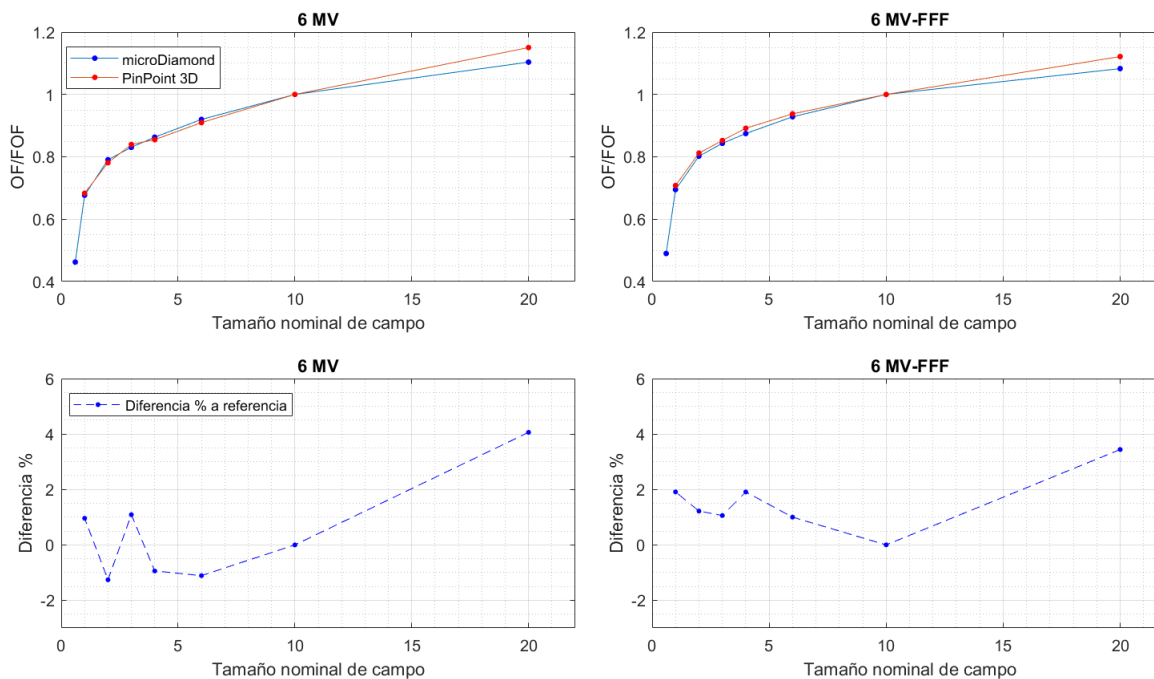 6 MV
1.2
1
0.8
0.6
0.4
OF/FOF
microDiamond
PinPoint 3D
0 5 10 15 20
Tamaño nominal de campo
6 MV-FFF
1.2
1
0.8
0.6
0.4
OF/FOF
0 5 10 15 20
Tamaño nominal de campo
6 MV
6
4
2
0
-2
Diferencia %
Diferencia % a referencia
0 5 10 15 20
Tamaño nominal de campo
6 MV-FFF
6
4
2
0
-2
Diferencia %
0 5 10 15 20
Tamaño nominal de campo